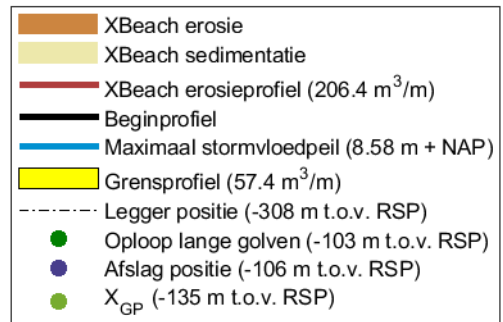 XBeach erosie
XBeach sedimentatie
XBeach erosieprofiel (206.4 m³/m)
Beginprofiel
Maximaal stormvloedpeil (8.58 m + NAP)
Grensprofiel (57.4 m³/m)
Legger positie (-308 m t.o.v. RSP)
Oploop lange golven (-103 m t.o.v. RSP)
Afslag positie (-106 m t.o.v. RSP)
X_GP (-135 m t.o.v. RSP)